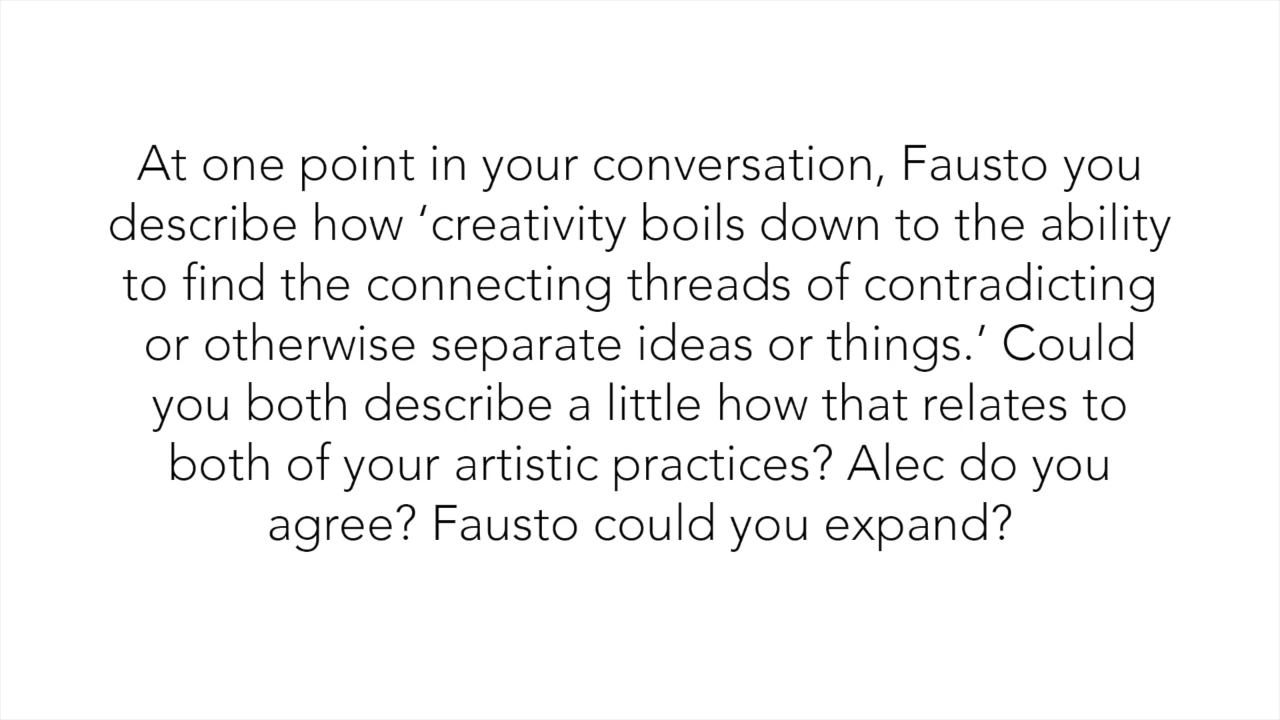 At one point in your conversation, Fausto you
describe how ‘creativity boils down to the ability
to find the connecting threads of contradicting
or otherwise separate ideas or things.’ Could
you both describe a little how that relates to
both of your artistic practices? Alec do you
agree? Fausto could you expand?